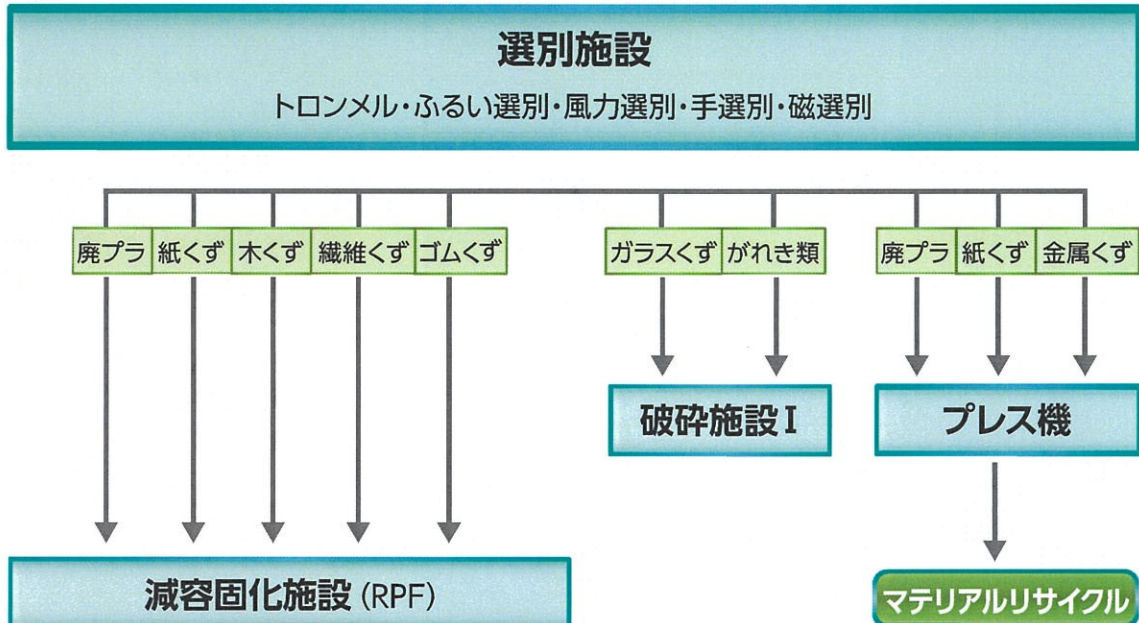 選別施設
トロンメル・ふるい選別・風力選別・手選別・磁選別
廃プラ 紙くず 木くず 繊維くず ゴムくず ガラスくず がれき類 廃プラ 紙くず 金属くず
破砕施設Ⅰ プレス機
減容固化施設(RPF) マテリアルリサイクル